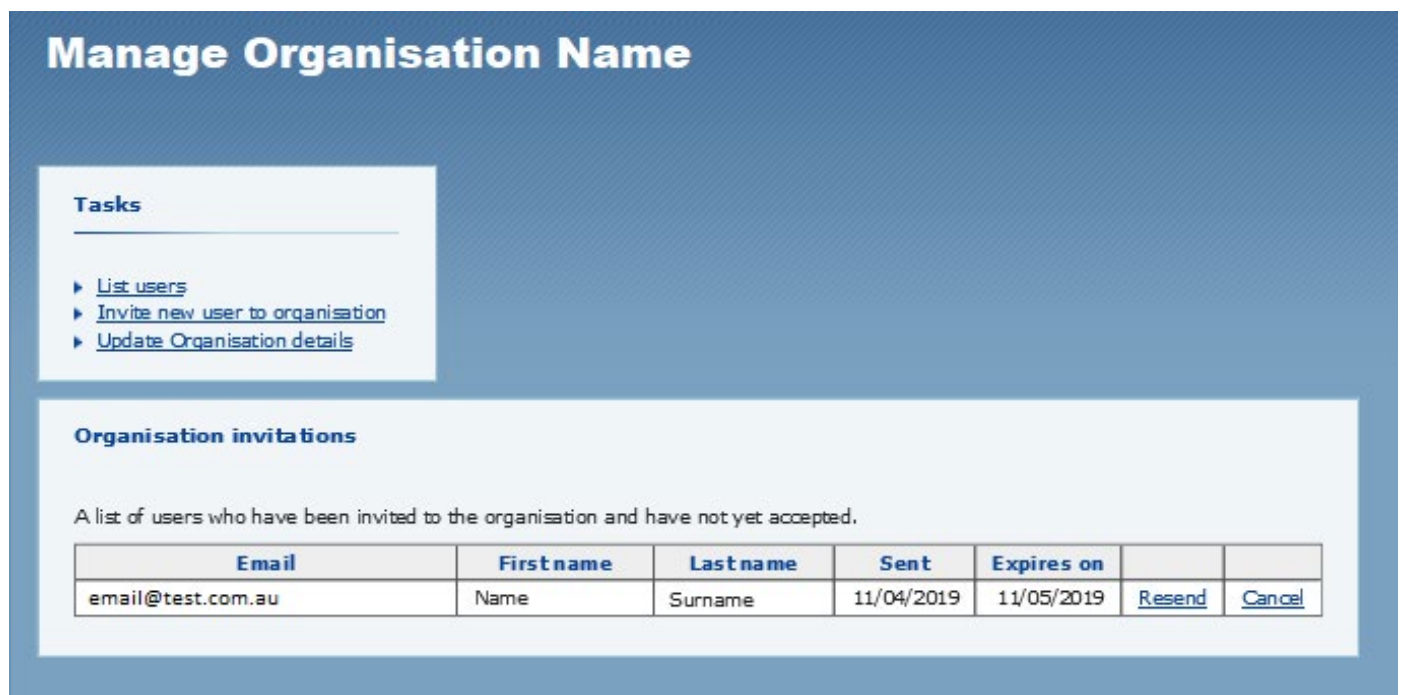 Manage Organisation Name
Tasks
List users
Invite new user to organisation
Update Organisation details
Organisation invitations
A list of users who have been invited to the organisation and have not yet accepted.
Email First name Last name Sent Expires on
email@test.com.au Name Surname 11/04/2019 11/05/2019 Resend Cancel